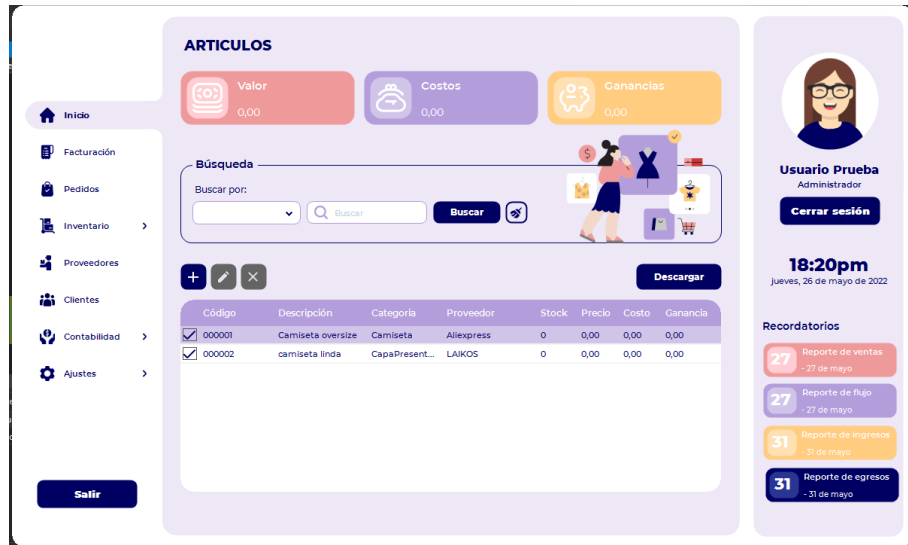 Inicio
Facturación
Pedidos
Inventario
Proveedores
Clientes
Contabilidad
Ajustes
Salir
ARTICULOS
Valor
0,00
Costos
0,00
Ganancias
0,00
Búsqueda
Buscar por:
Buscar
Buscar
Descargar
Código Descripción Categoria Proveedor Stock Precio Costo Ganancia
000001 Camiseta oversize Camiseta Aliexpress 0 0,00 0,00 0,00
000002 camiseta linda CapaPresent... LAIKOS 0 0,00 0,00 0,00
Usuario Prueba
Administrador
Cerrar sesión
18:20pm
jueves, 26 de mayo de 2022
Recordatorios
27 Reporte de ventas
- 27 de mayo
27 Reporte de flujo
- 27 de mayo
31 Reporte de ingresos
- 31 de mayo
31 Reporte de egresos
- 31 de mayo